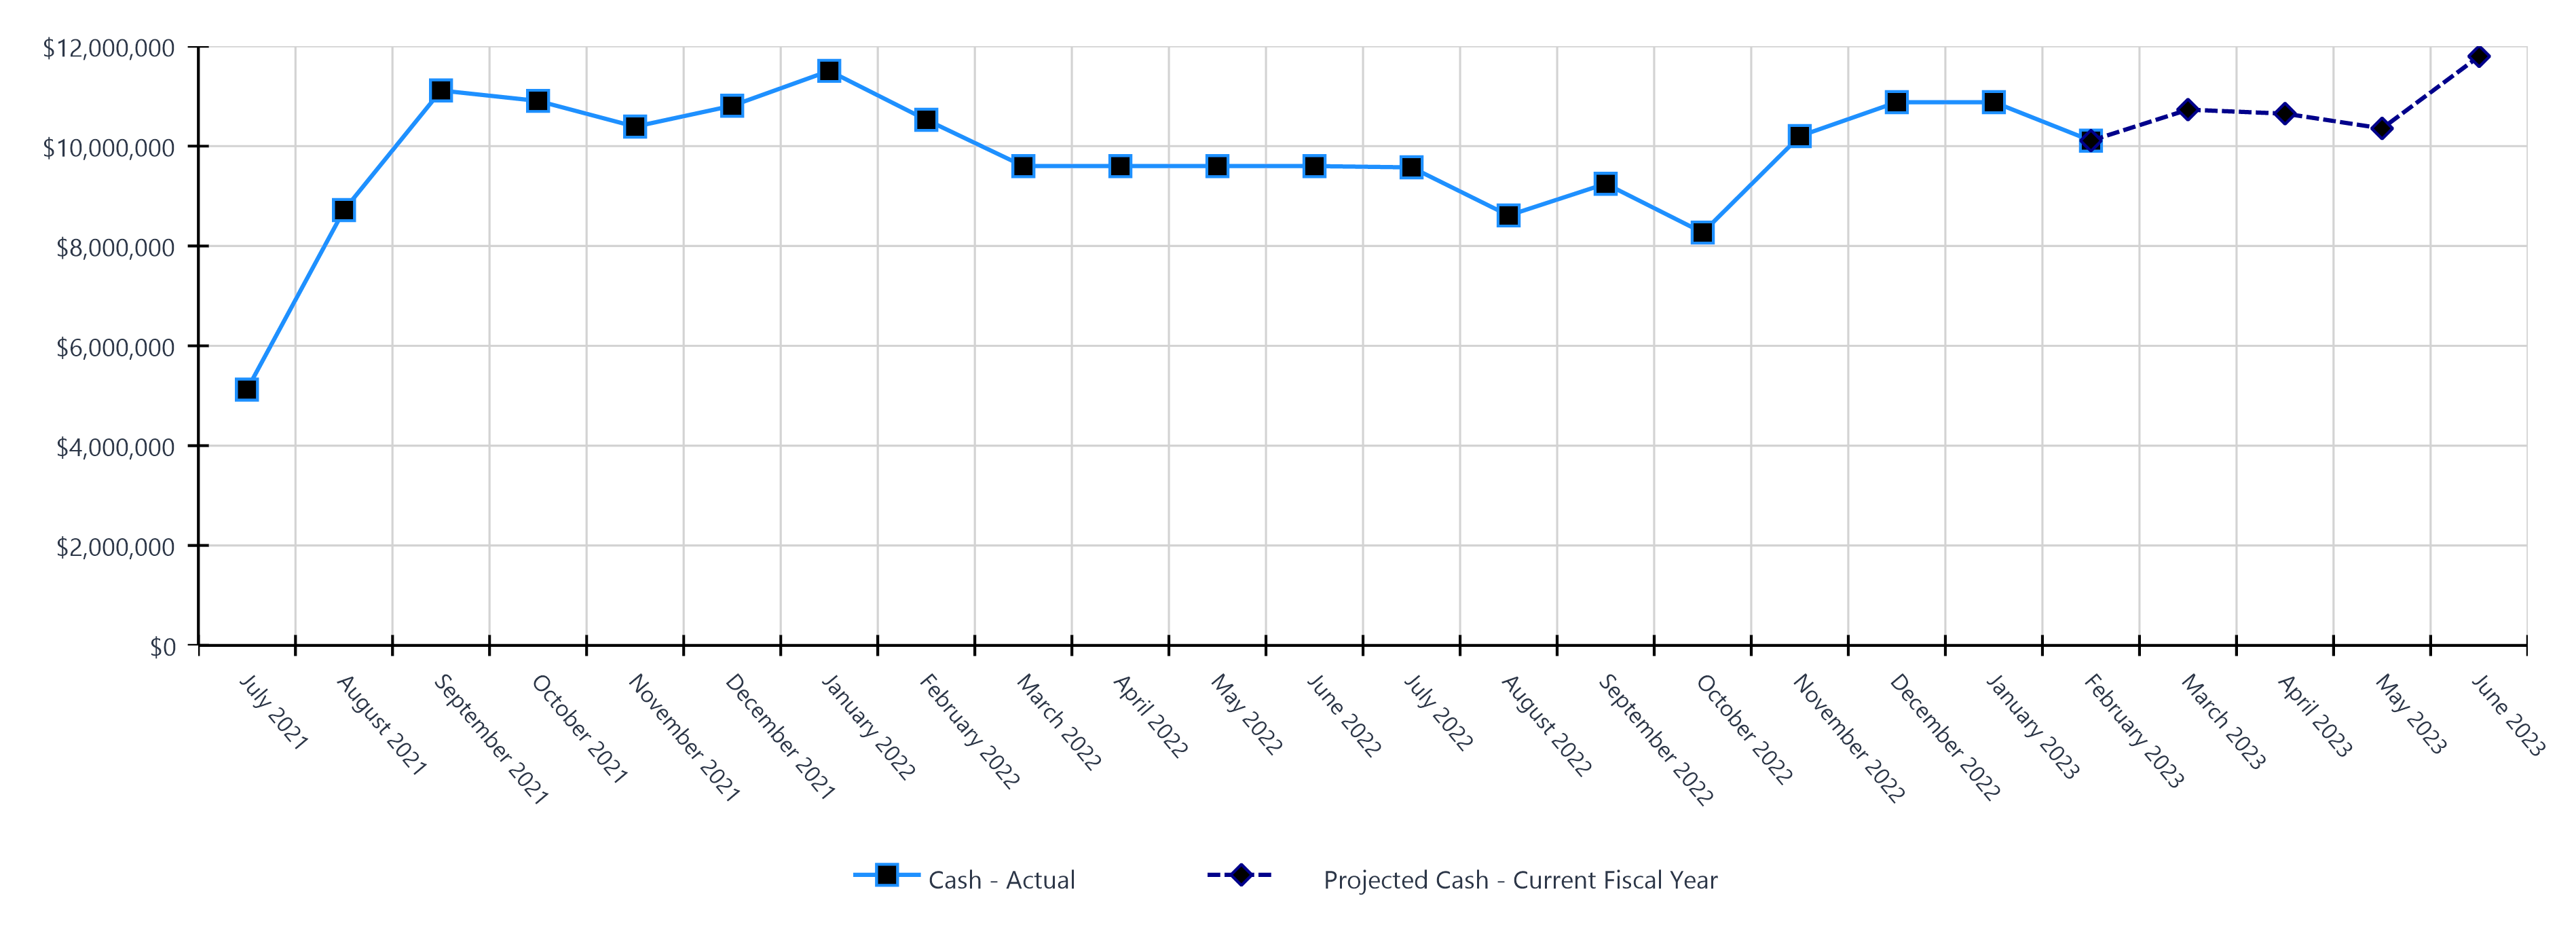 $12,000,000
$10,000,000
$8,000,000
$6,000,000
$4,000,000
$2,000,000
$0
July 2021
August 2021
September 2021
October 2021
November 2021
December 2021
January 2022
February 2022
March 2022
April 2022
May 2022
June 2022
July 2022
August 2022
September 2022
October 2022
November 2022
December 2022
January 2023
February 2023
March 2023
April 2023
May 2023
June 2023
Cash - Actual
Projected Cash - Current Fiscal Year